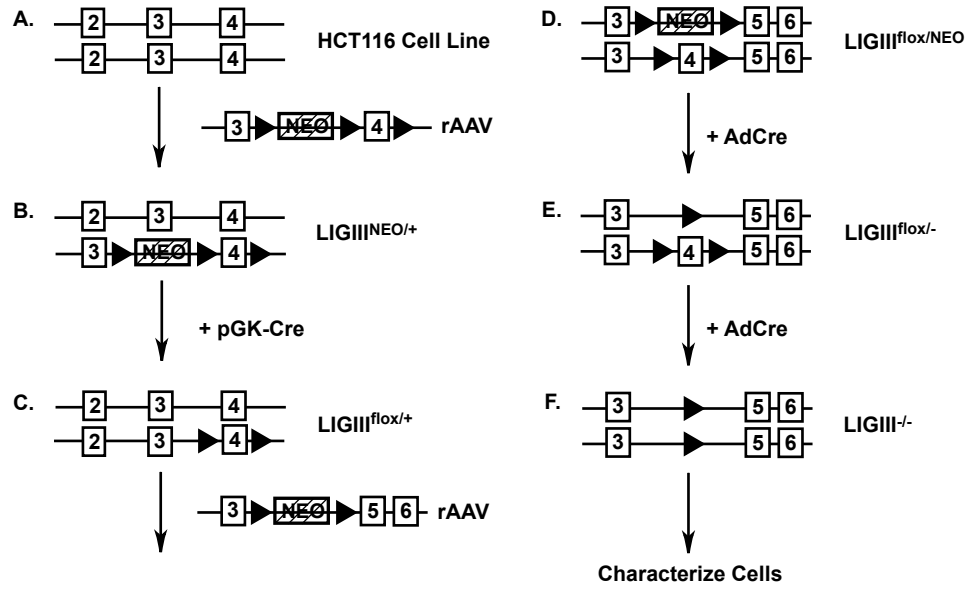 A.
2 3 4
2 3 4
HCT116 Cell Line
3 NEO 4 rAAV
B.
2 3 4
3 NEO 4
LIGIII^NEO/+
+ pGK-Cre
C.
2 3 4
2 3 4
LIGIII^flox/+
3 NEO 5 6 rAAV
D.
3 NEO 5 6
3 4 5 6
LIGIII^flox/NEO
+ AdCre
E.
3 5 6
3 4 5 6
LIGIII^flox/-
+ AdCre
F.
3 5 6
3 5 6
LIGIII^-/-
Characterize Cells